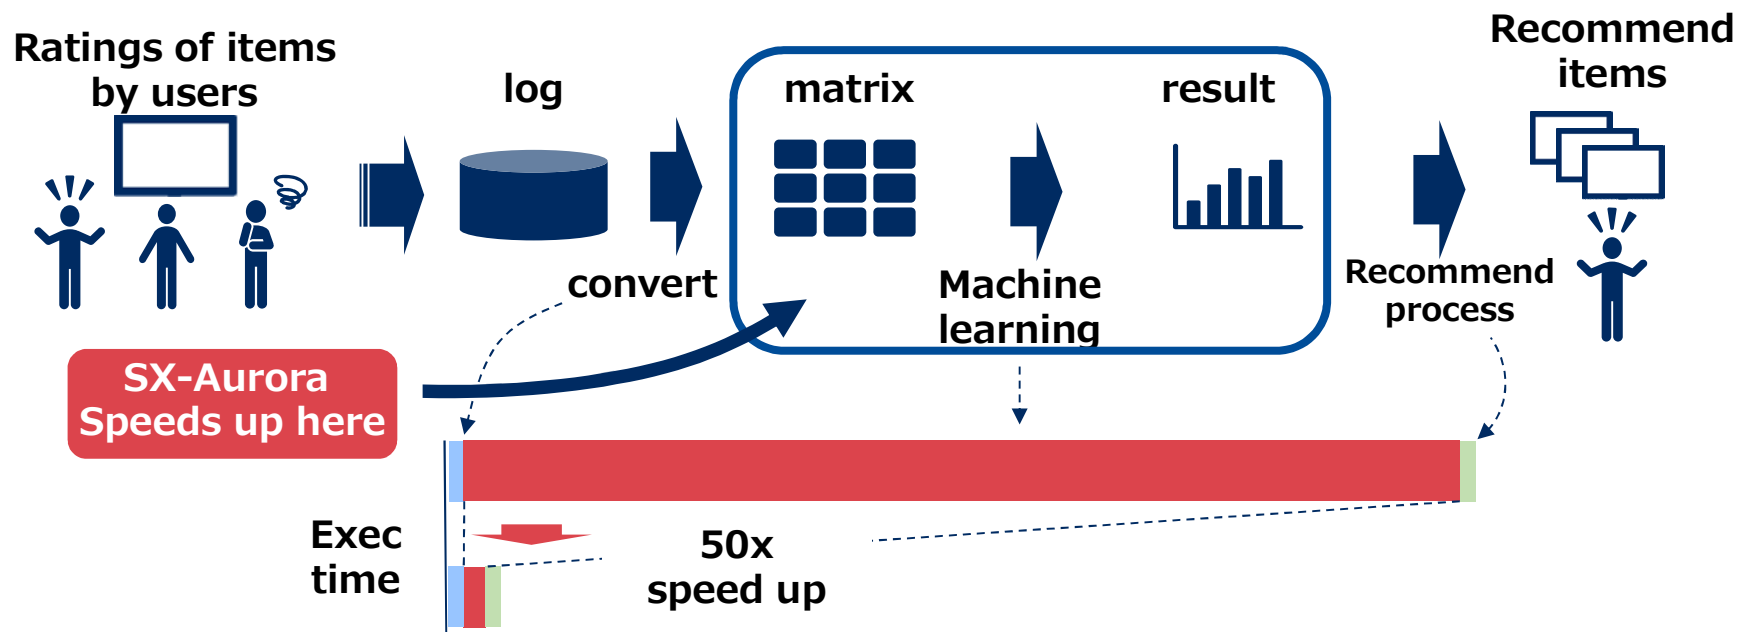 Ratings of items
by users
log
matrix
result
Recommend
items
convert
Machine
learning
Recommend
process
SX-Aurora
Speeds up here
Exec
time
50x
speed up